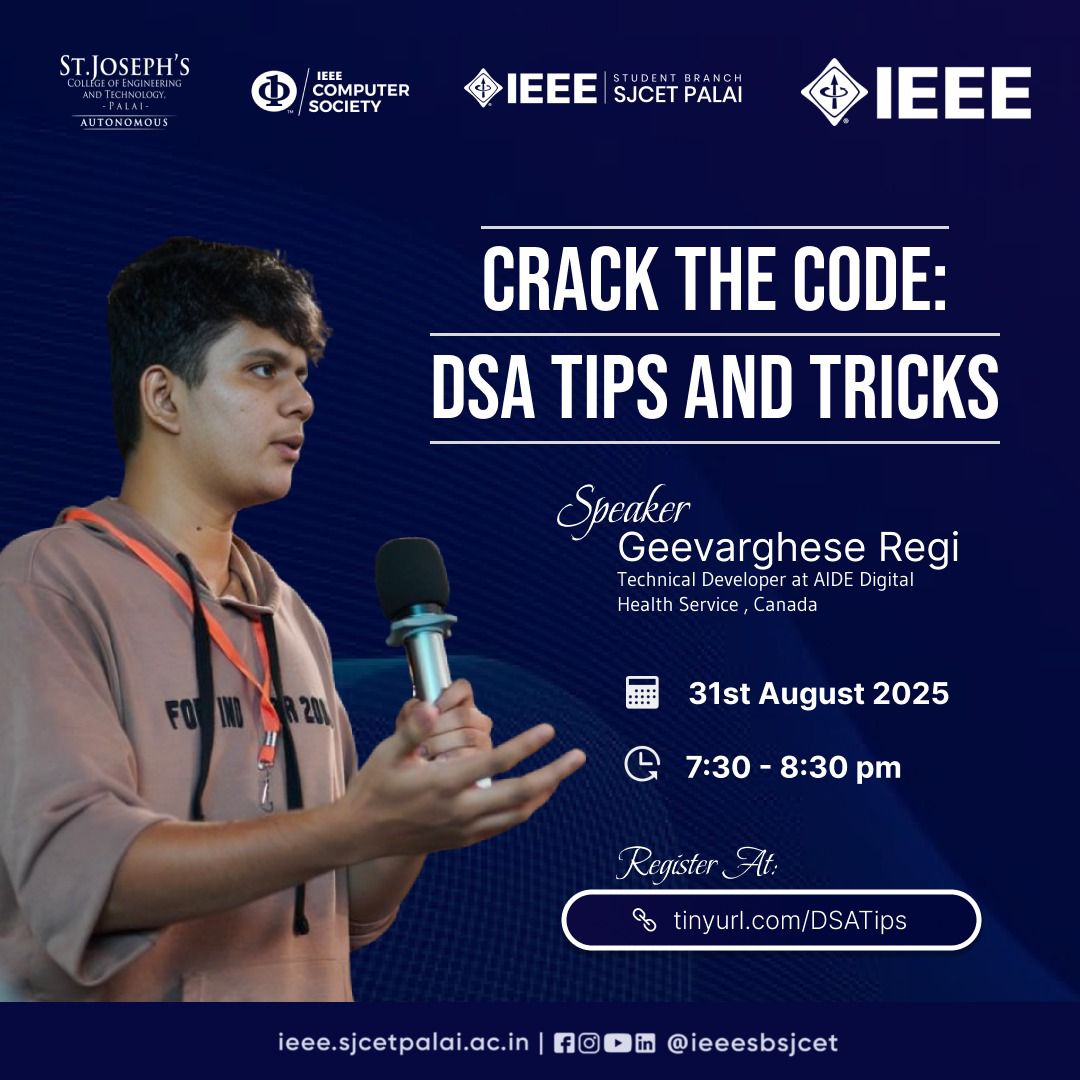 ST.JOSEPH'S
COLLEGE OF ENGINEERING
AND TECHNOLOGY,
- PALAI -
AUTONOMOUS
IEEE
COMPUTER
SOCIETY
TM
IEEE
STUDENT BRANCH
SJCET PALAI
IEEE
CRACK THE CODE:
DSA TIPS AND TRICKS
Speaker
Geevarghese Regi
Technical Developer at AIDE Digital
Health Service , Canada
31st August 2025
7:30 - 8:30 pm
Register At:
tinyurl.com/DSATips
ieee.sjcetpalai.ac.in | @ieeesbsjcet